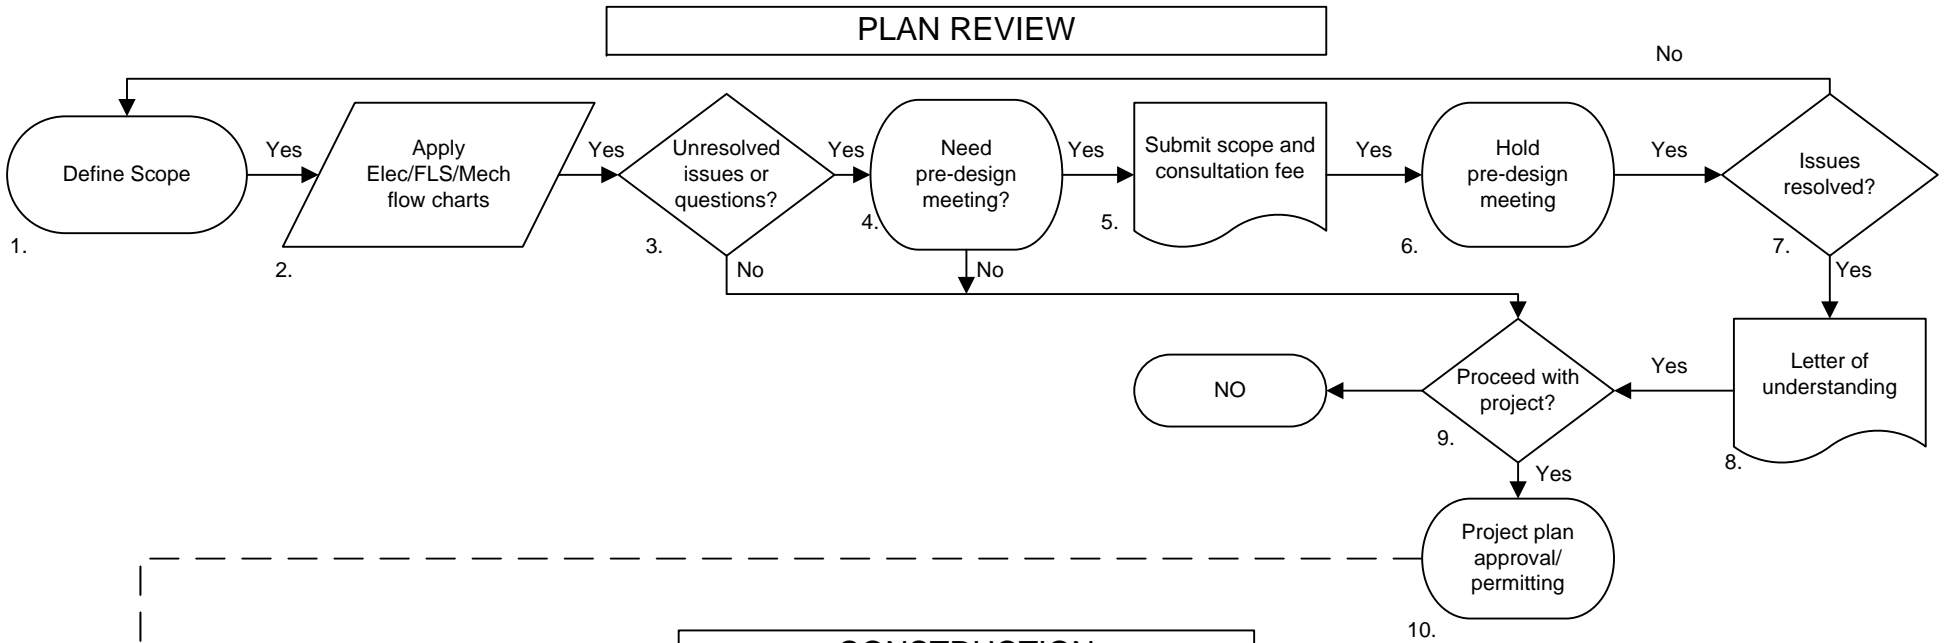 PLAN REVIEW
No
Define Scope
Yes
Apply
Elec/FLS/Mech
flow charts
Yes
Unresolved
issues or
questions?
Yes
Need
pre-design
meeting?
Yes
Submit scope and
consultation fee
Yes
Hold
pre-design
meeting
Yes
Issues
resolved?
1.
2.
3.
4.
5.
6.
7.
No
No
Yes
NO
Proceed with
project?
Yes
Letter of
understanding
9.
8.
Yes
Project plan
approval/
permitting
10.
CONSTRUCTION